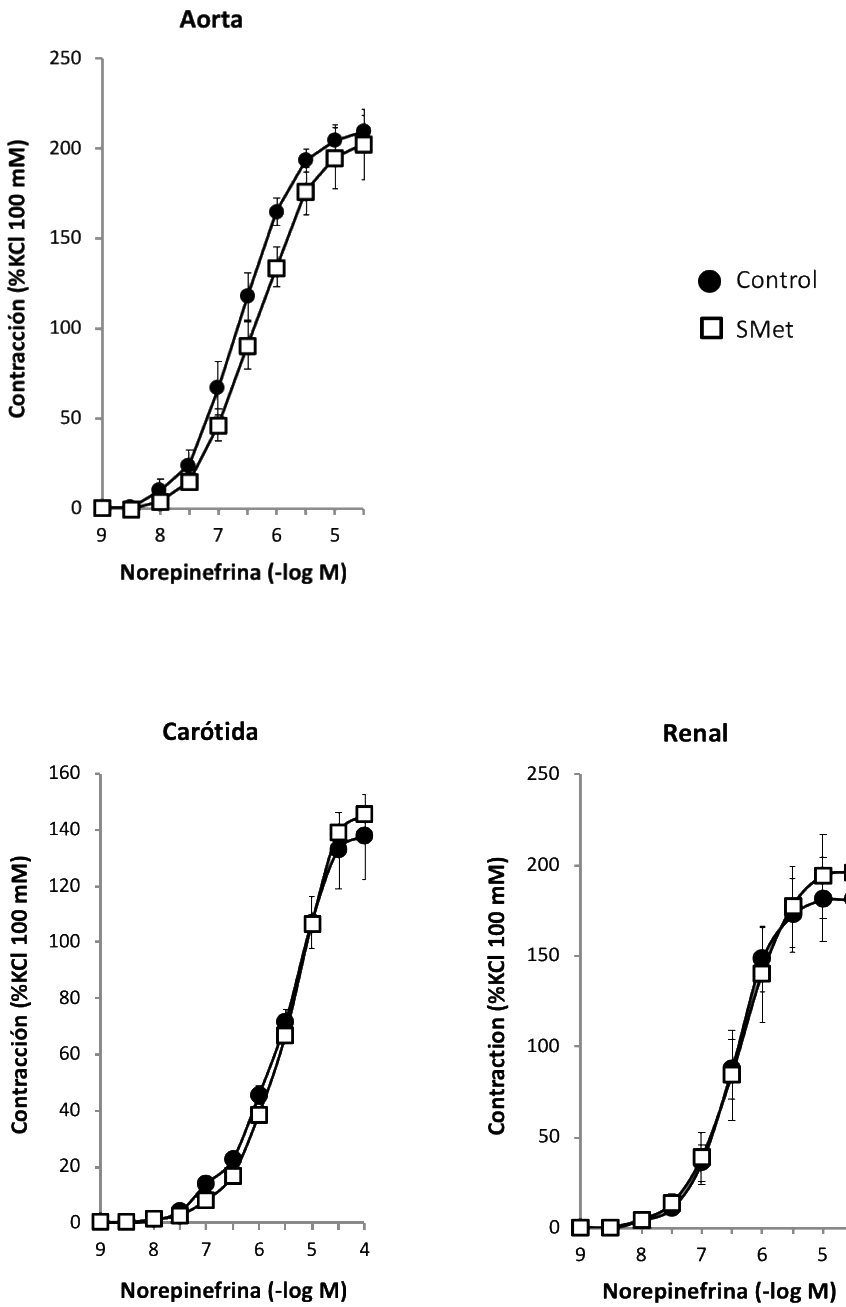 Aorta
250
200
150
100
50
0
9 8 7 6 5
Contracción (%KCl 100 mM)
Norepinefrina (-log M)
Control
SMet
Carótida
160
140
120
100
80
60
40
20
0
9 8 7 6 5 4
Contracción (%KCl 100 mM)
Norepinefrina (-log M)
Renal
250
200
150
100
50
0
9 8 7 6 5
Contraction (%KCl 100 mM)
Norepinefrina (-log M)